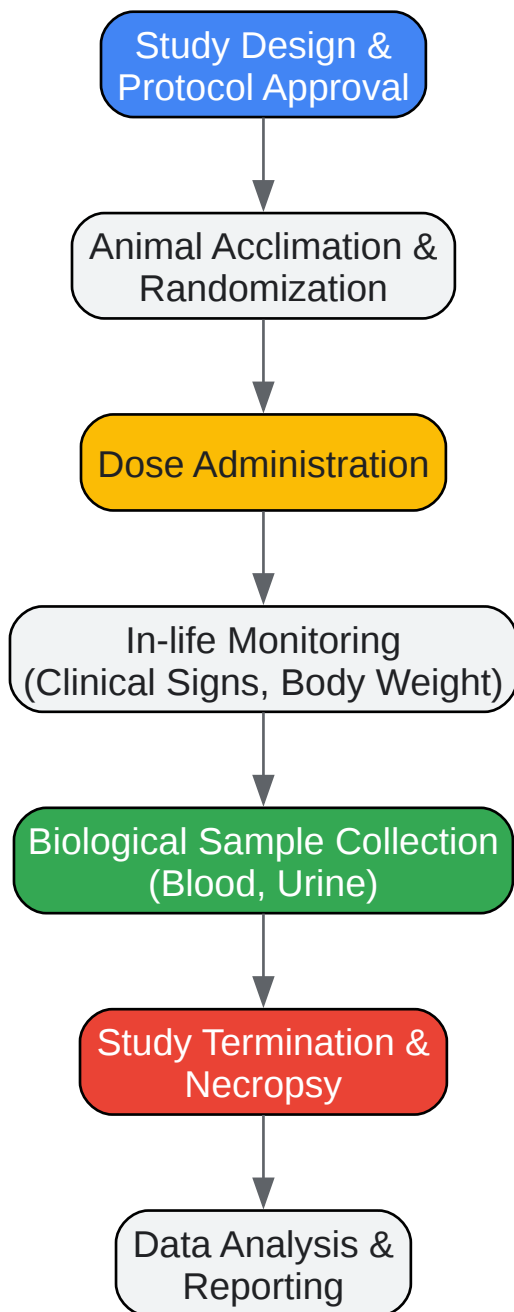 Study Design &
Protocol Approval
Animal Acclimation &
Randomization
Dose Administration
In-life Monitoring
(Clinical Signs, Body Weight)
Biological Sample Collection
(Blood, Urine)
Study Termination &
Necropsy
Data Analysis &
Reporting